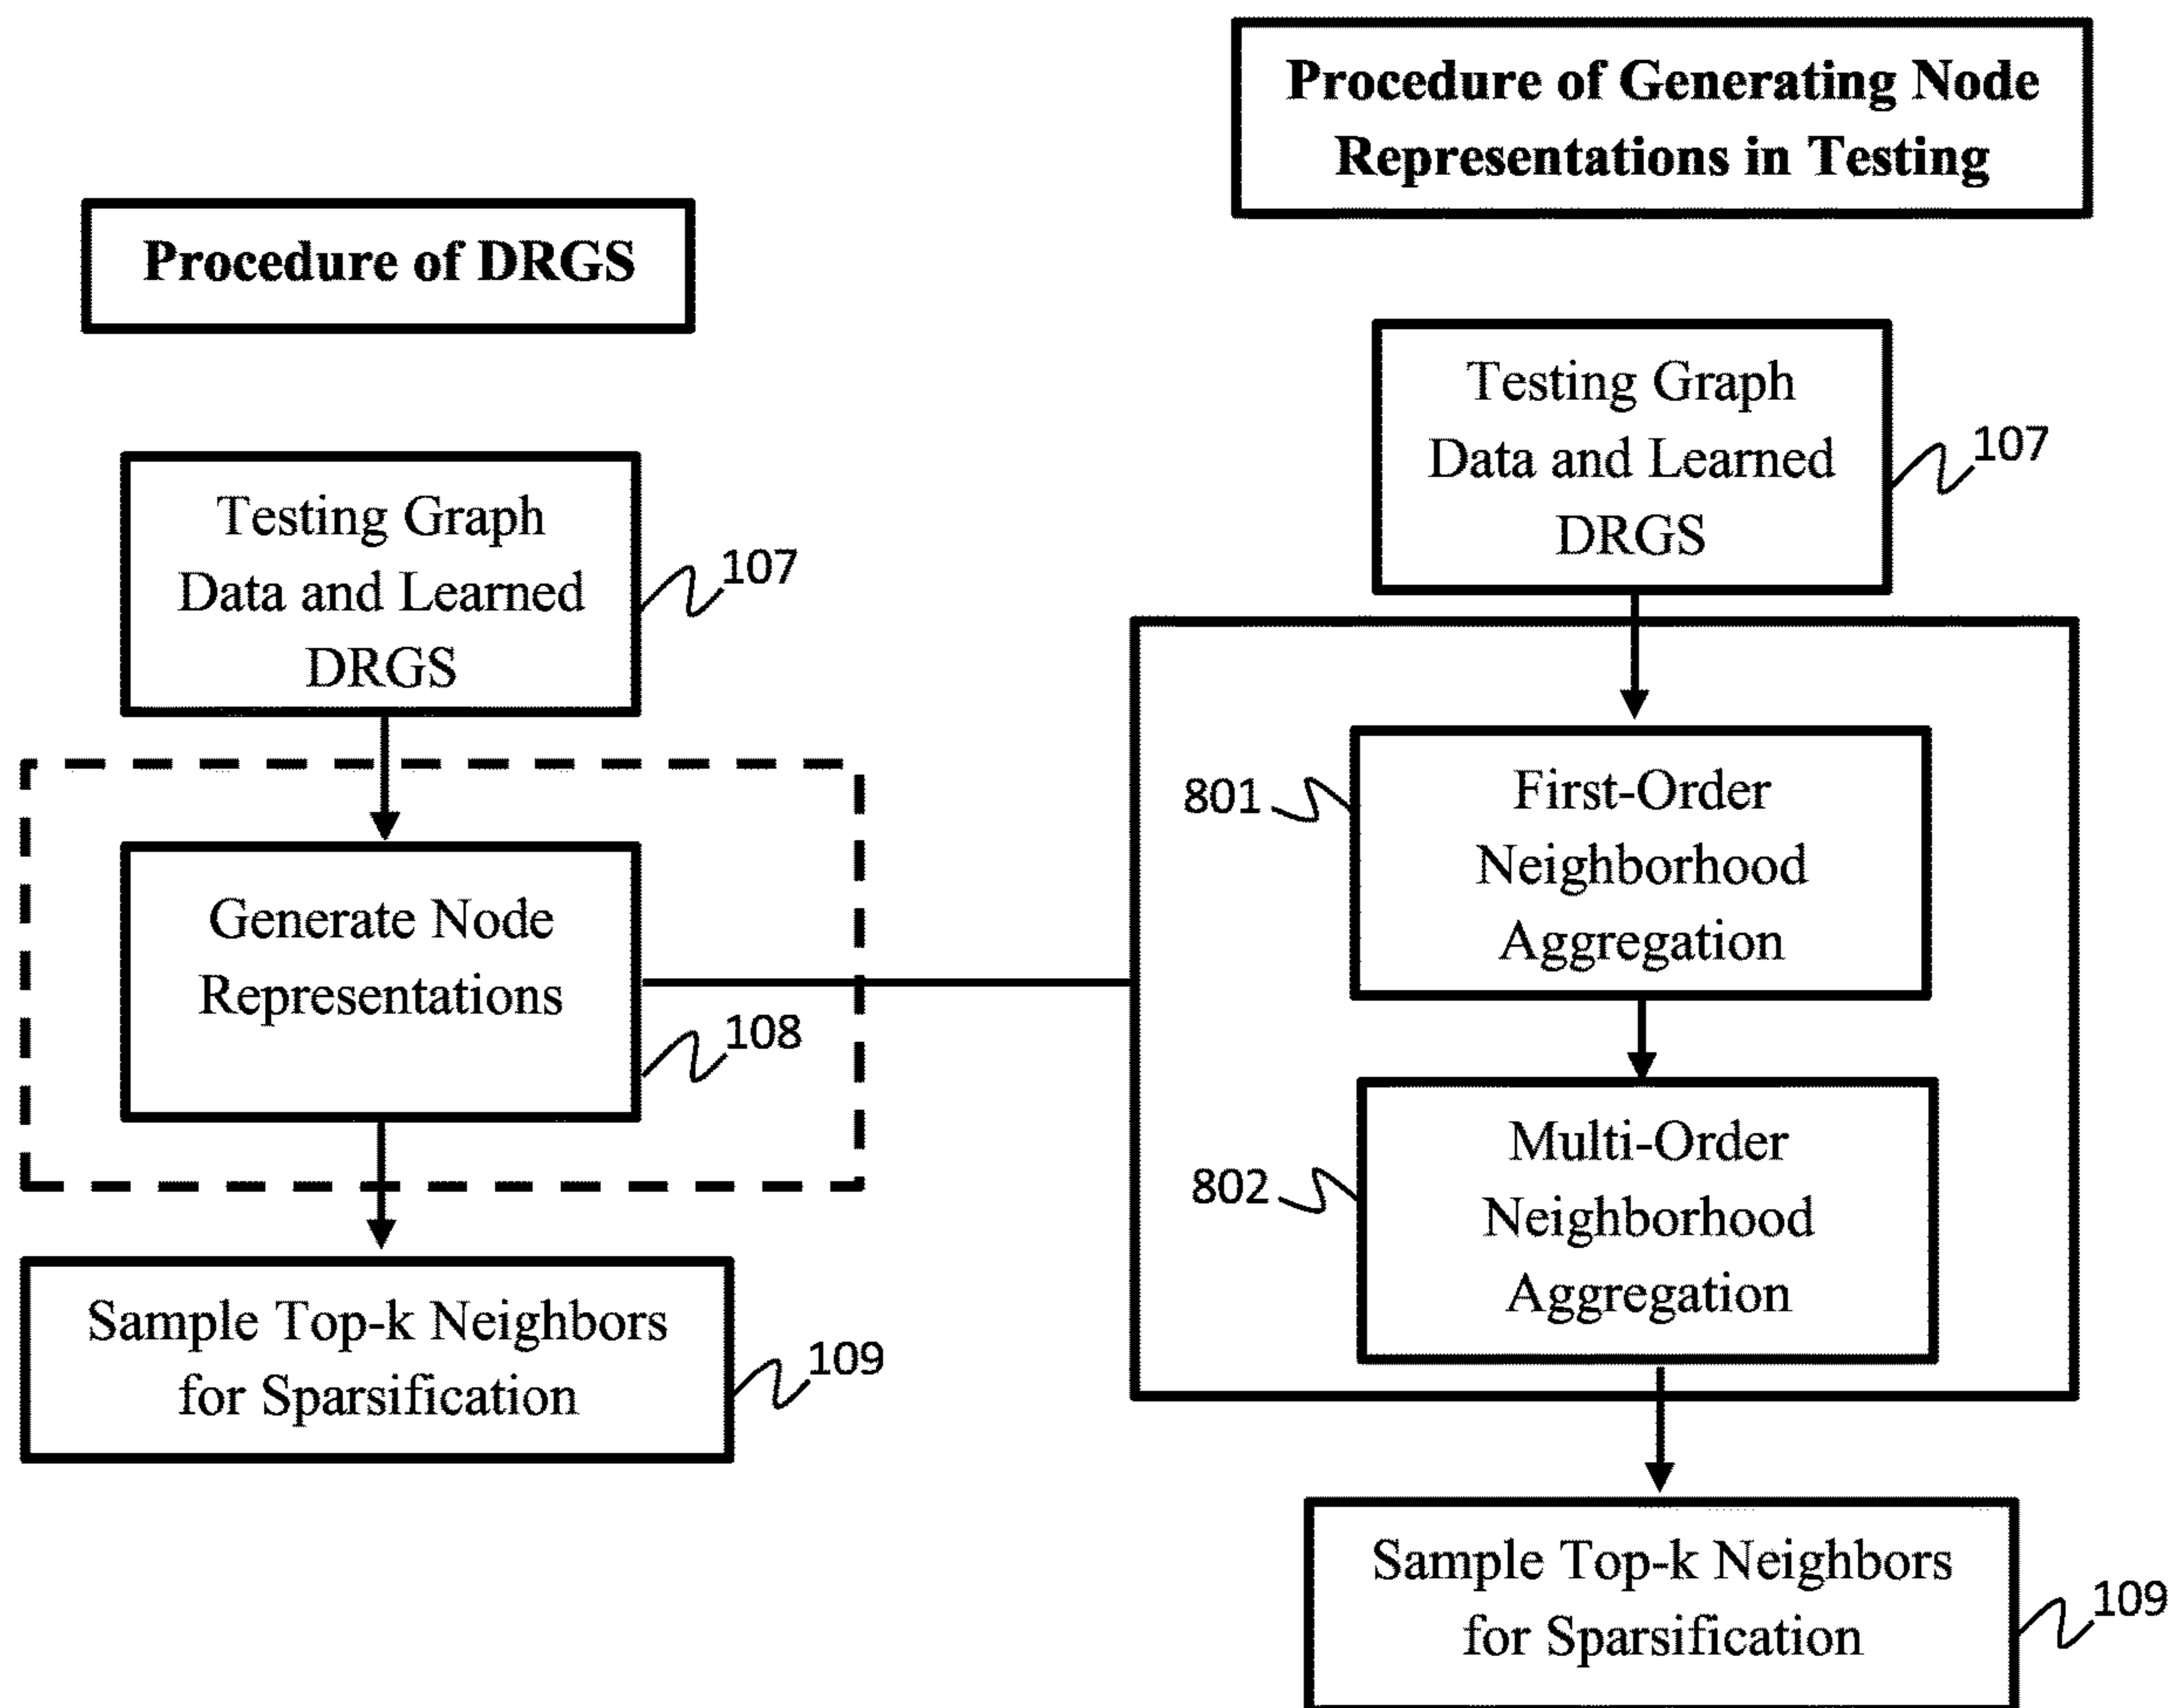 Procedure of DRGS
Testing Graph
Data and Learned
DRGS
107
Generate Node
Representations
108
Sample Top-k Neighbors
for Sparsification
109
Procedure of Generating Node
Representations in Testing
Testing Graph
Data and Learned
DRGS
107
801
First-Order
Neighborhood
Aggregation
802
Multi-Order
Neighborhood
Aggregation
Sample Top-k Neighbors
for Sparsification
109